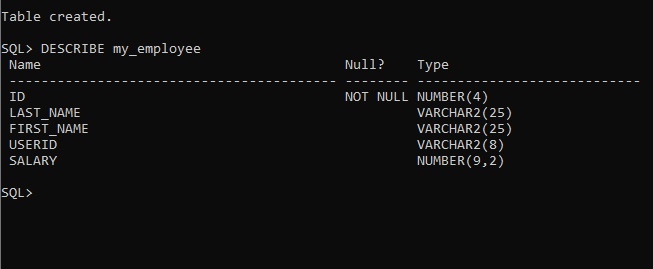 Table created.
SQL> DESCRIBE my_employee
Name Null? Type
----------------------------------------- -------- ----------------------------
ID NOT NULL NUMBER(4)
LAST_NAME VARCHAR2(25)
FIRST_NAME VARCHAR2(25)
USERID VARCHAR2(8)
SALARY NUMBER(9,2)
SQL>